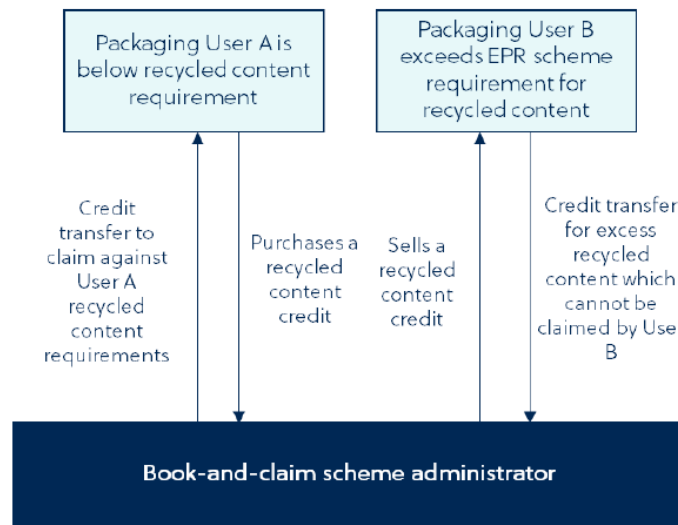 Packaging User A is
below recycled content
requirement
Packaging User B
exceeds EPR scheme
requirement for
recycled content
Credit
transfer to
claim against
User A
recycled
content
requirements
Purchases a
recycled
content
credit
Sells a
recycled
content
credit
Credit transfer
for excess
recycled
content which
cannot be
claimed by Use
B
Book-and-claim scheme administrator